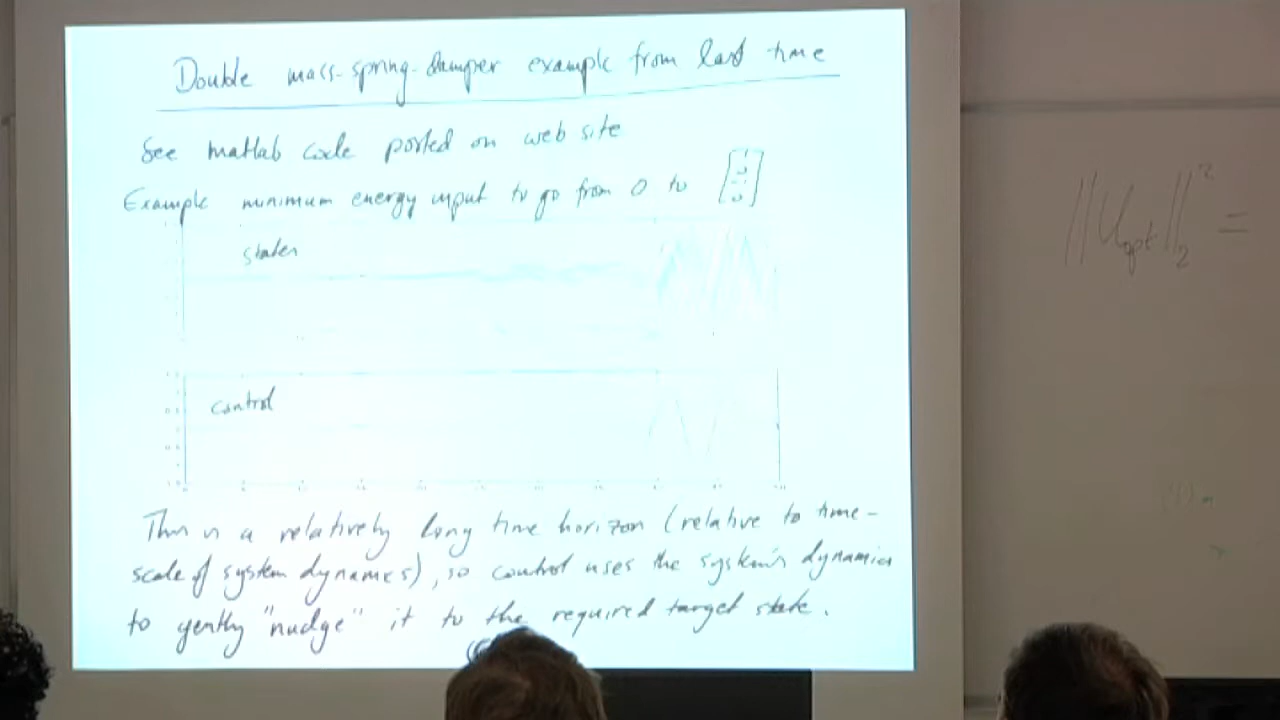 Double mass-spring-damper example from last time
See matlab code posted on web site
Example minimum energy input to go from 0 to
states
control
This is a relatively long time horizon (relative to time-
scale of system dynamics), so control uses the system's dynamics
to gently "nudge" it to the required target state.
||U_opt||_2^2 =